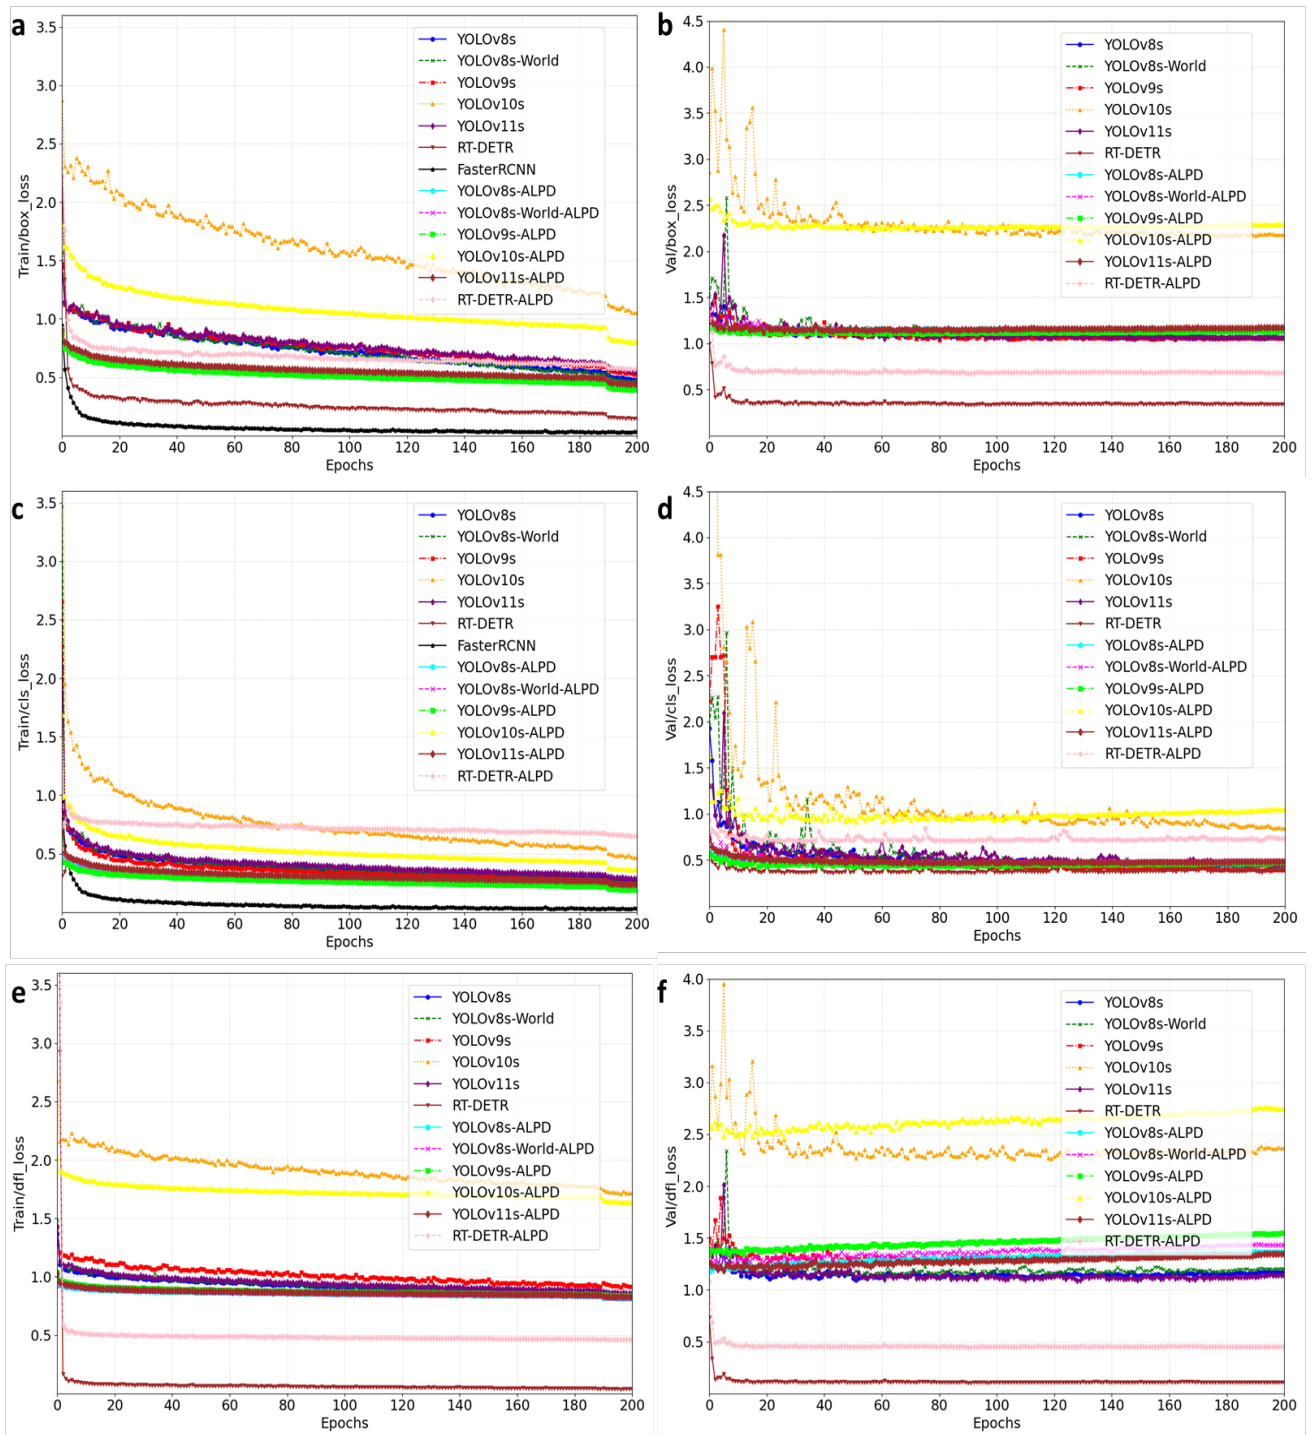 a
Train/box_loss
3.5
3.0
2.5
2.0
1.5
1.0
0.5
YOLOv8s
YOLOv8s-World
YOLOv9s
YOLOv10s
YOLOv11s
RT-DETR
FasterRCNN
YOLOv8s-ALPD
YOLOv8s-World-ALPD
YOLOv9s-ALPD
YOLOv10s-ALPD
YOLOv11s-ALPD
RT-DETR-ALPD
0 20 40 60 80 100 120 140 160 180 200
Epochs
b
Val/box_loss
4.5
4.0
3.5
3.0
2.5
2.0
1.5
1.0
0.5
YOLOv8s
YOLOv8s-World
YOLOv9s
YOLOv10s
YOLOv11s
RT-DETR
YOLOv8s-ALPD
YOLOv8s-World-ALPD
YOLOv9s-ALPD
YOLOv10s-ALPD
YOLOv11s-ALPD
RT-DETR-ALPD
0 20 40 60 80 100 120 140 160 180 200
Epochs
c
Train/cls_loss
3.5
3.0
2.5
2.0
1.5
1.0
0.5
YOLOv8s
YOLOv8s-World
YOLOv9s
YOLOv10s
YOLOv11s
RT-DETR
FasterRCNN
YOLOv8s-ALPD
YOLOv8s-World-ALPD
YOLOv9s-ALPD
YOLOv10s-ALPD
YOLOv11s-ALPD
RT-DETR-ALPD
0 20 40 60 80 100 120 140 160 180 200
Epochs
d
Val/cls_loss
4.5
4.0
3.5
3.0
2.5
2.0
1.5
1.0
0.5
YOLOv8s
YOLOv8s-World
YOLOv9s
YOLOv10s
YOLOv11s
RT-DETR
YOLOv8s-ALPD
YOLOv8s-World-ALPD
YOLOv9s-ALPD
YOLOv10s-ALPD
YOLOv11s-ALPD
RT-DETR-ALPD
0 20 40 60 80 100 120 140 160 180 200
Epochs
e
Train/dfl_loss
3.5
3.0
2.5
2.0
1.5
1.0
0.5
YOLOv8s
YOLOv8s-World
YOLOv9s
YOLOv10s
YOLOv11s
RT-DETR
YOLOv8s-ALPD
YOLOv8s-World-ALPD
YOLOv9s-ALPD
YOLOv10s-ALPD
YOLOv11s-ALPD
RT-DETR-ALPD
0 20 40 60 80 100 120 140 160 180 200
Epochs
f
Val/dfl_loss
4.0
3.5
3.0
2.5
2.0
1.5
1.0
0.5
YOLOv8s
YOLOv8s-World
YOLOv9s
YOLOv10s
YOLOv11s
RT-DETR
YOLOv8s-ALPD
YOLOv8s-World-ALPD
YOLOv9s-ALPD
YOLOv10s-ALPD
YOLOv11s-ALPD
RT-DETR-ALPD
0 20 40 60 80 100 120 140 160 180 200
Epochs